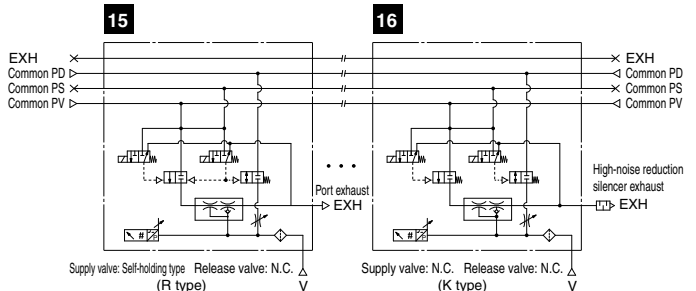 15
16
EXH
Common PD
Common PS
Common PV
EXH
Common PD
Common PS
Common PV
Port exhaust
EXH
High-noise reduction
silencer exhaust
EXH
#
#
Supply valve: Self-holding type Release valve: N.C.
(R type)
V
Supply valve: N.C. Release valve: N.C.
(K type)
V